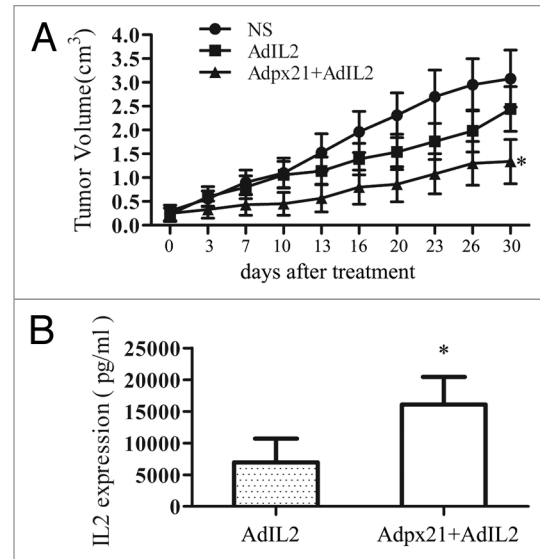 A
Tumor Volume(cm³)
4.0
3.5
3.0
2.5
2.0
1.5
1.0
0.5
0.0
NS
AdIL2
Adpx21+AdIL2
*
0 3 7 10 13 16 20 23 26 30
days after treatment
B
IL2 expression ( pg/ml )
25000
20000
15000
10000
5000
0
*
AdIL2 Adpx21+AdIL2